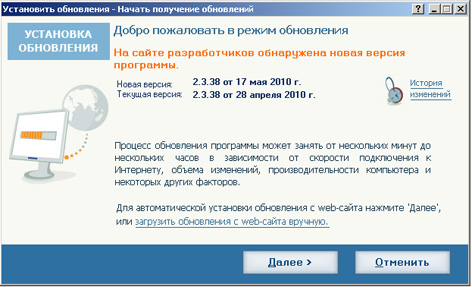 Установить обновления - Начать получение обновлений
УСТАНОВКА
ОБНОВЛЕНИЯ
Добро пожаловать в режим обновления
На сайте разработчиков обнаружена новая версия
программы.
Новая версия: 2.3.38 от 17 мая 2010 г.
Текущая версия: 2.3.38 от 28 апреля 2010 г.
История
изменений
Процесс обновления программы может занять от нескольких минут до
нескольких часов в зависимости от скорости подключения к
Интернету, объема изменений, производительности компьютера и
некоторых других факторов.
Для автоматической установки обновления с web-сайта нажмите 'Далее',
или загрузить обновления с web-сайта вручную.
Далее >
Отменить